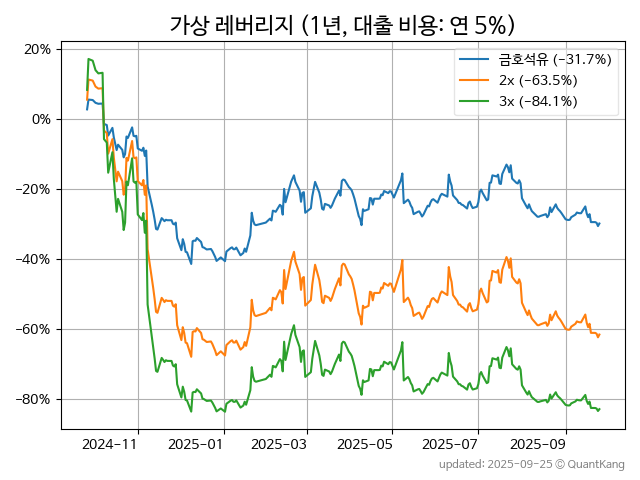 가상 레버리지 (1년, 대출 비용: 연 5%)
금호석유 (−31.7%)
2x (−63.5%)
3x (−84.1%)
20%
0%
−20%
−40%
−60%
−80%
2024-11
2025-01
2025-03
2025-05
2025-07
2025-09
updated: 2025-09-25 © QuantKang